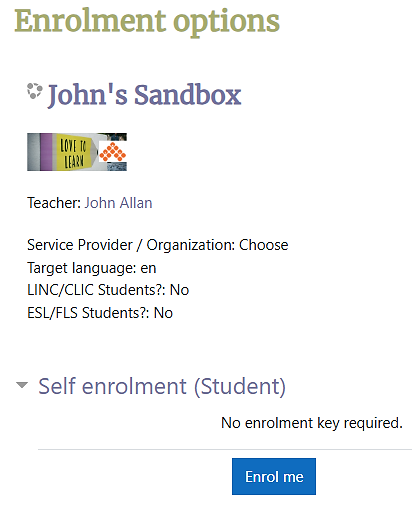 Enrolment options
John's Sandbox
LOVE TO
LEARN
Teacher: John Allan
Service Provider / Organization: Choose
Target language: en
LINC/CLIC Students?: No
ESL/FLS Students?: No
Self enrolment (Student)
No enrolment key required.
Enrol me